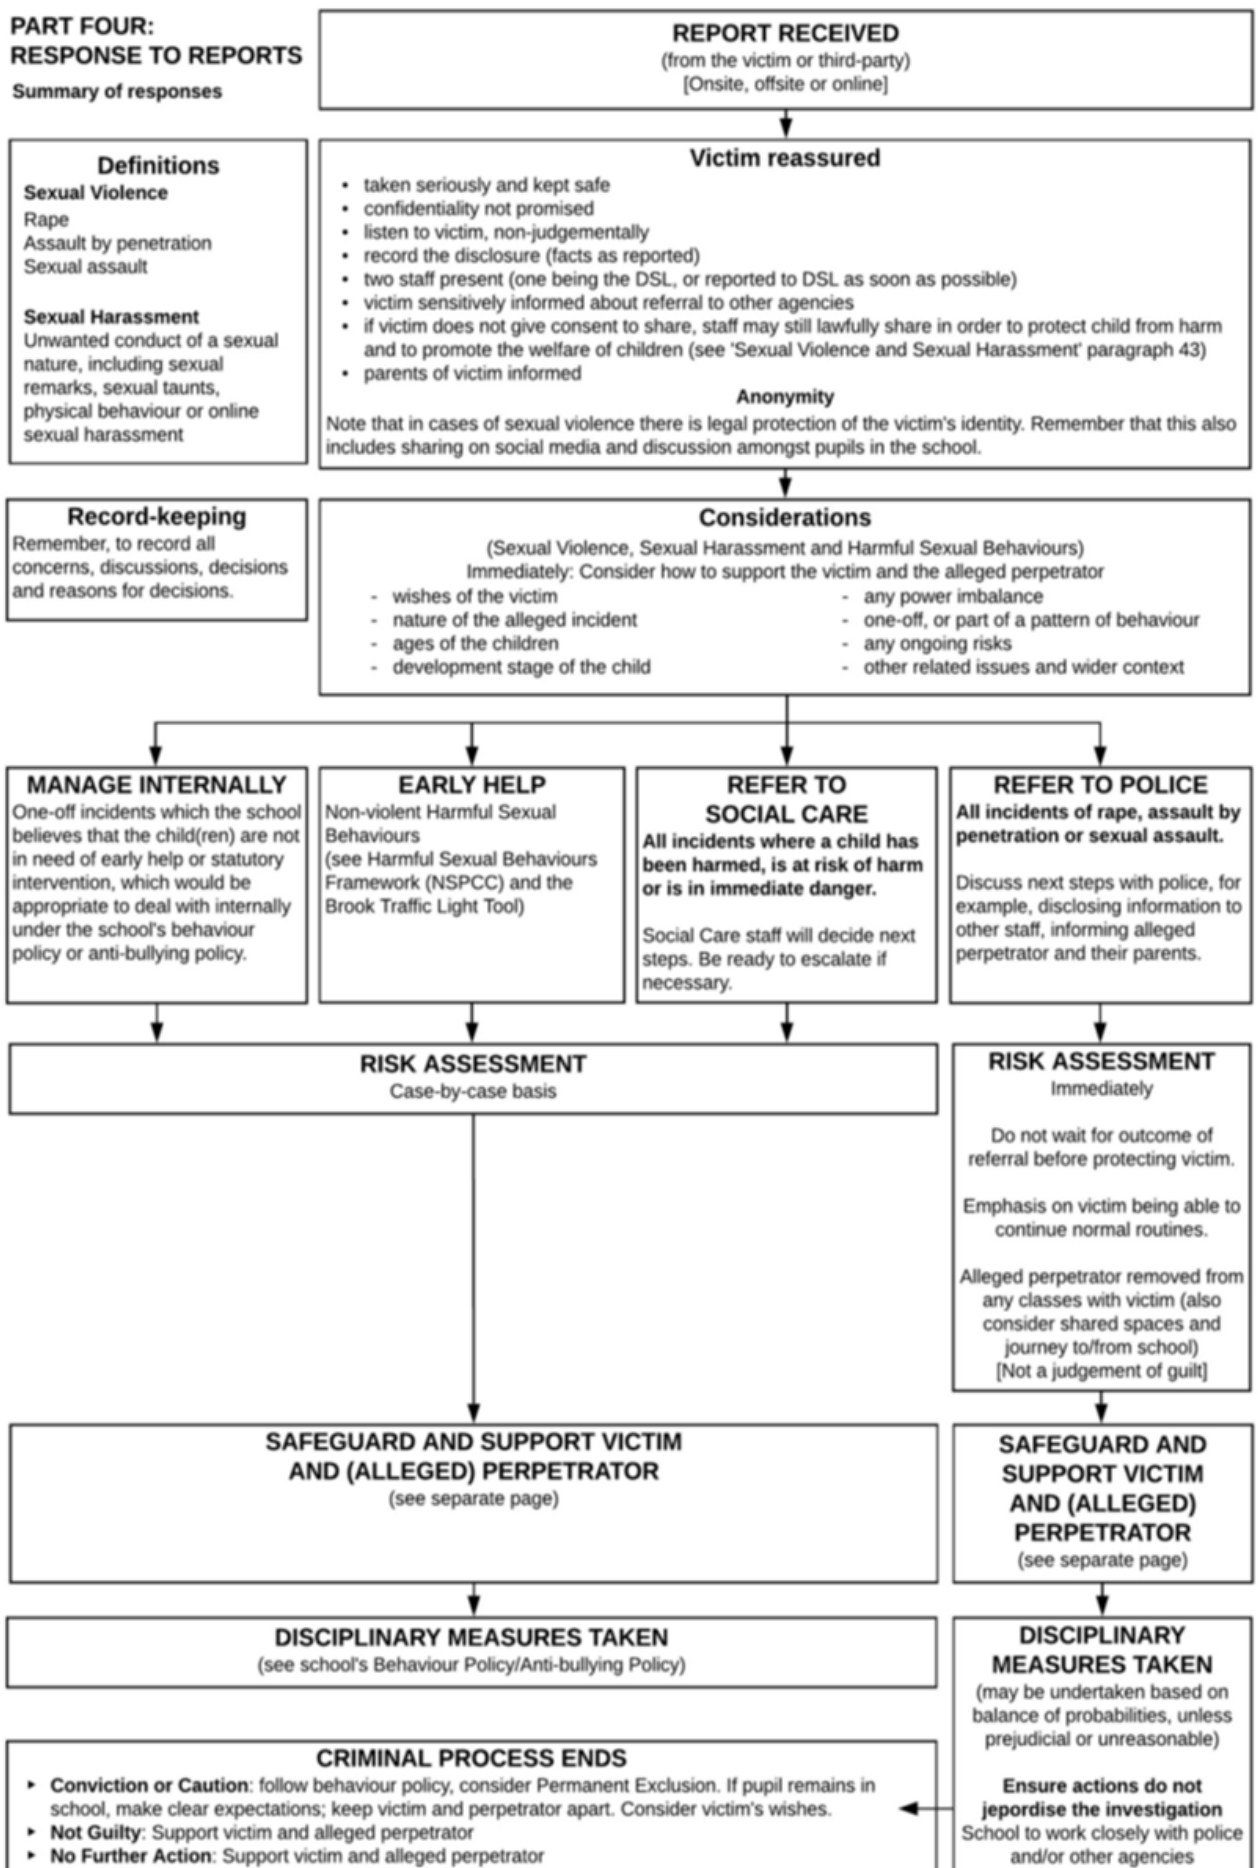 PART FOUR:
RESPONSE TO REPORTS
Summary of responses
REPORT RECEIVED
(from the victim or third-party)
[Onsite, offsite or online]
Definitions
Sexual Violence
Rape
Assault by penetration
Sexual assault
Sexual Harassment
Unwanted conduct of a sexual
nature, including sexual
remarks, sexual taunts,
physical behaviour or online
sexual harassment
Victim reassured
• taken seriously and kept safe
• confidentiality not promised
• listen to victim, non-judgementally
• record the disclosure (facts as reported)
• two staff present (one being the DSL, or reported to DSL as soon as possible)
• victim sensitively informed about referral to other agencies
• if victim does not give consent to share, staff may still lawfully share in order to protect child from harm
and to promote the welfare of children (see 'Sexual Violence and Sexual Harassment' paragraph 43)
• parents of victim informed
Anonymity
Note that in cases of sexual violence there is legal protection of the victim's identity. Remember that this also
includes sharing on social media and discussion amongst pupils in the school.
Record-keeping
Remember, to record all
concerns, discussions, decisions
and reasons for decisions.
Considerations
(Sexual Violence, Sexual Harassment and Harmful Sexual Behaviours)
Immediately: Consider how to support the victim and the alleged perpetrator
- wishes of the victim
- nature of the alleged incident
- ages of the children
- development stage of the child
- any power imbalance
- one-off, or part of a pattern of behaviour
- any ongoing risks
- other related issues and wider context
MANAGE INTERNALLY
One-off incidents which the school
believes that the child(ren) are not
in need of early help or statutory
intervention, which would be
appropriate to deal with internally
under the school's behaviour
policy or anti-bullying policy.
EARLY HELP
Non-violent Harmful Sexual
Behaviours
(see Harmful Sexual Behaviours
Framework (NSPCC) and the
Brook Traffic Light Tool)
REFER TO
SOCIAL CARE
All incidents where a child has
been harmed, is at risk of harm
or is in immediate danger.
Social Care staff will decide next
steps. Be ready to escalate if
necessary.
REFER TO POLICE
All incidents of rape, assault by
penetration or sexual assault.
Discuss next steps with police, for
example, disclosing information to
other staff, informing alleged
perpetrator and their parents.
RISK ASSESSMENT
Case-by-case basis
RISK ASSESSMENT
Immediately
Do not wait for outcome of
referral before protecting victim.
Emphasis on victim being able to
continue normal routines.
Alleged perpetrator removed from
any classes with victim (also
consider shared spaces and
journey to/from school)
[Not a judgement of guilt]
SAFEGUARD AND SUPPORT VICTIM
AND (ALLEGED) PERPETRATOR
(see separate page)
SAFEGUARD AND
SUPPORT VICTIM
AND (ALLEGED)
PERPETRATOR
(see separate page)
DISCIPLINARY MEASURES TAKEN
(see school's Behaviour Policy/Anti-bullying Policy)
DISCIPLINARY
MEASURES TAKEN
(may be undertaken based on
balance of probabilities, unless
prejudicial or unreasonable)
Ensure actions do not
jepordise the investigation
School to work closely with police
and/or other agencies
CRIMINAL PROCESS ENDS
‣ Conviction or Caution: follow behaviour policy, consider Permanent Exclusion. If pupil remains in
school, make clear expectations; keep victim and perpetrator apart. Consider victim's wishes.
‣ Not Guilty: Support victim and alleged perpetrator
‣ No Further Action: Support victim and alleged perpetrator